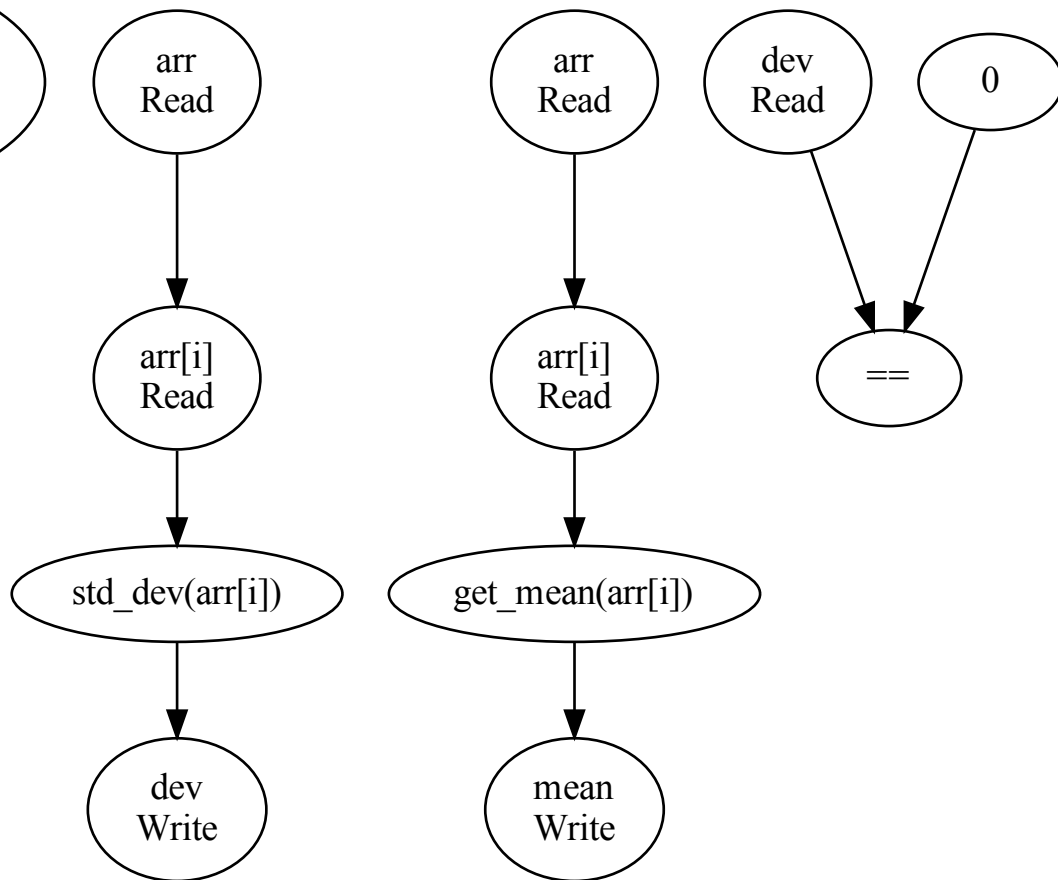 arr
Read
arr
Read
dev
Read
0
arr[i]
Read
arr[i]
Read
==
std_dev(arr[i])
get_mean(arr[i])
dev
Write
mean
Write